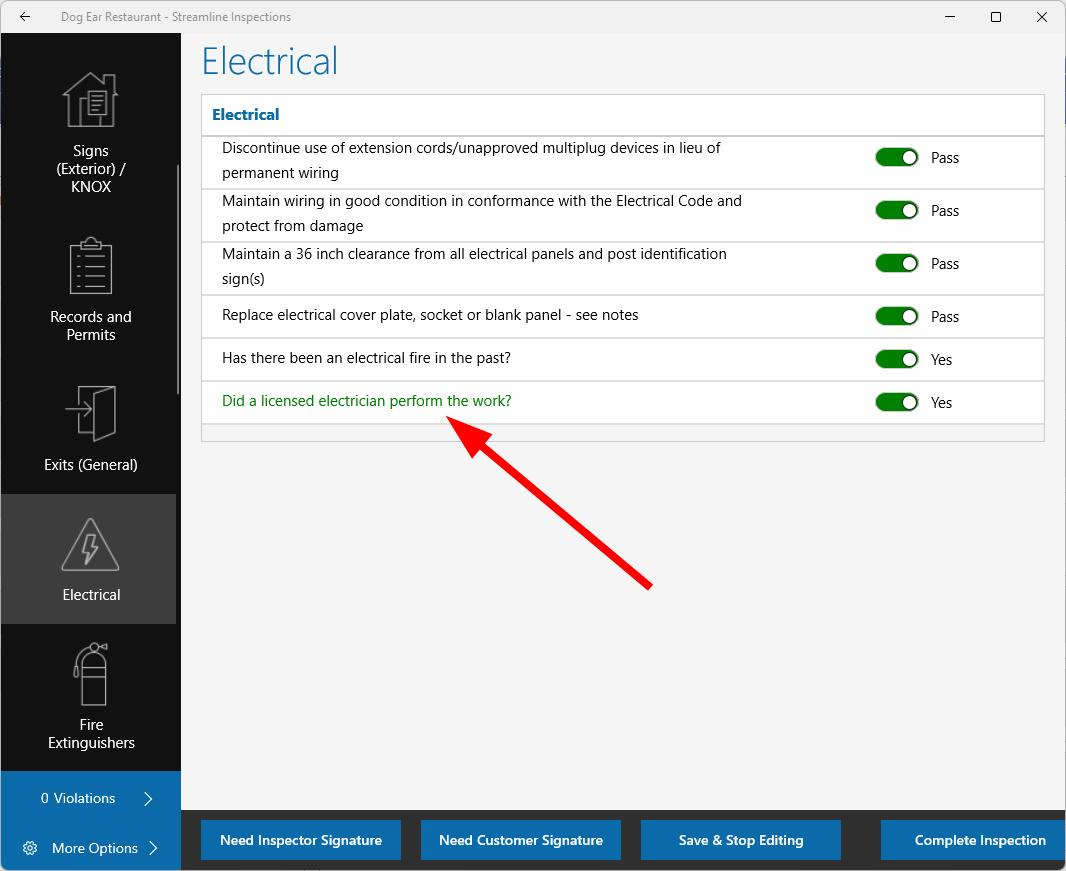 Dog Ear Restaurant - Streamline Inspections
Signs
(Exterior) /
KNOX
Records and
Permits
Exits (General)
Electrical
Fire
Extinguishers
0 Violations
More Options
Electrical
Electrical
Discontinue use of extension cords/unapproved multiplug devices in lieu of
permanent wiring
Pass
Maintain wiring in good condition in conformance with the Electrical Code and
protect from damage
Pass
Maintain a 36 inch clearance from all electrical panels and post identification
sign(s)
Pass
Replace electrical cover plate, socket or blank panel - see notes
Pass
Has there been an electrical fire in the past?
Yes
Did a licensed electrician perform the work?
Yes
Need Inspector Signature
Need Customer Signature
Save & Stop Editing
Complete Inspection